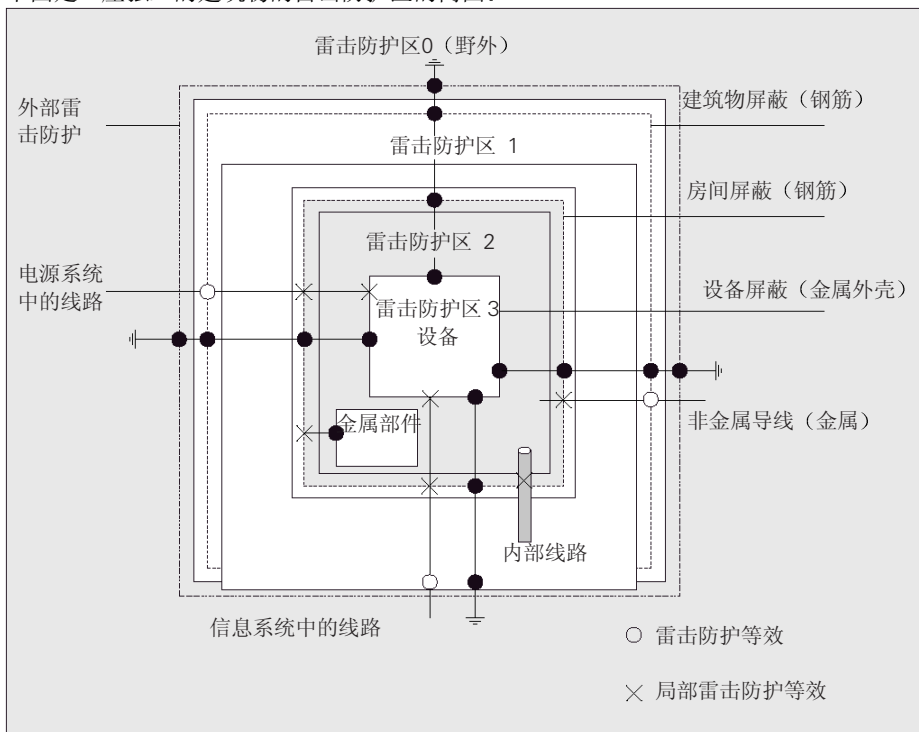 雷击防护区0（野外）
外部雷
击防护
建筑物屏蔽（钢筋）
雷击防护区 1
房间屏蔽（钢筋）
雷击防护区 2
电源系统
中的线路
设备屏蔽（金属外壳）
雷击防护区 3
设备
金属部件
非金属导线（金属）
内部线路
信息系统中的线路
雷击防护等效
局部雷击防护等效